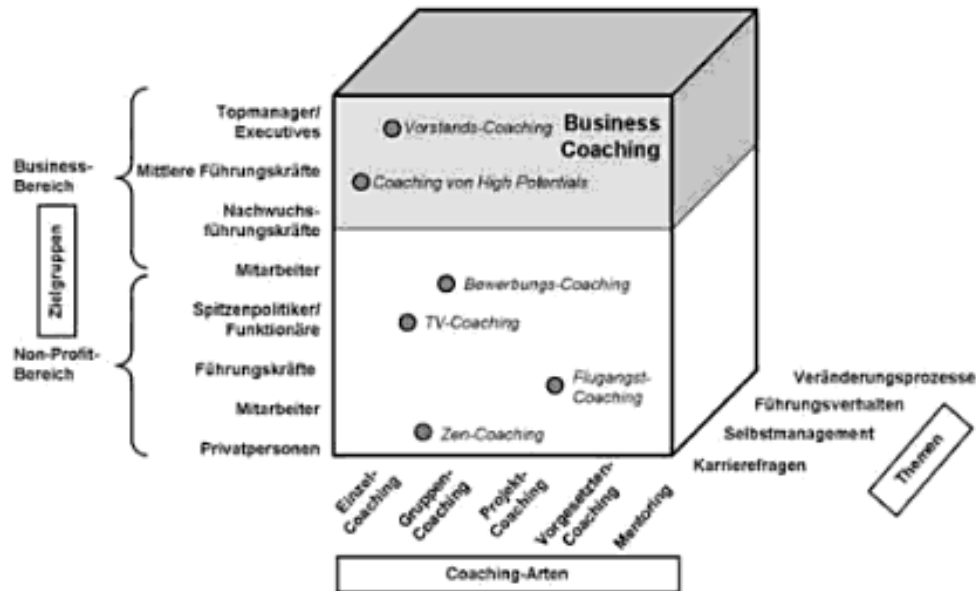 Topmanager/
Executives
Mittlere Führungskräfte
Nachwuchs-
führungskräfte
Mitarbeiter
Spitzenpolitiker/
Funktionäre
Führungskräfte
Mitarbeiter
Privatpersonen
Business-
Bereich
Zielgruppen
Non-Profit-
Bereich
Business
Coaching
Vorstands-Coaching
Coaching von High Potentials
Bewerbungs-Coaching
TV-Coaching
Flugangst-
Coaching
Zen-Coaching
Veränderungsprozesse
Führungsverhalten
Selbstmanagement
Karrierefragen
Themen
Einzel-
Coaching
Gruppen-
Coaching
Projekt-
Coaching
Vorgesetzten-
Coaching
Mentoring
Coaching-Arten